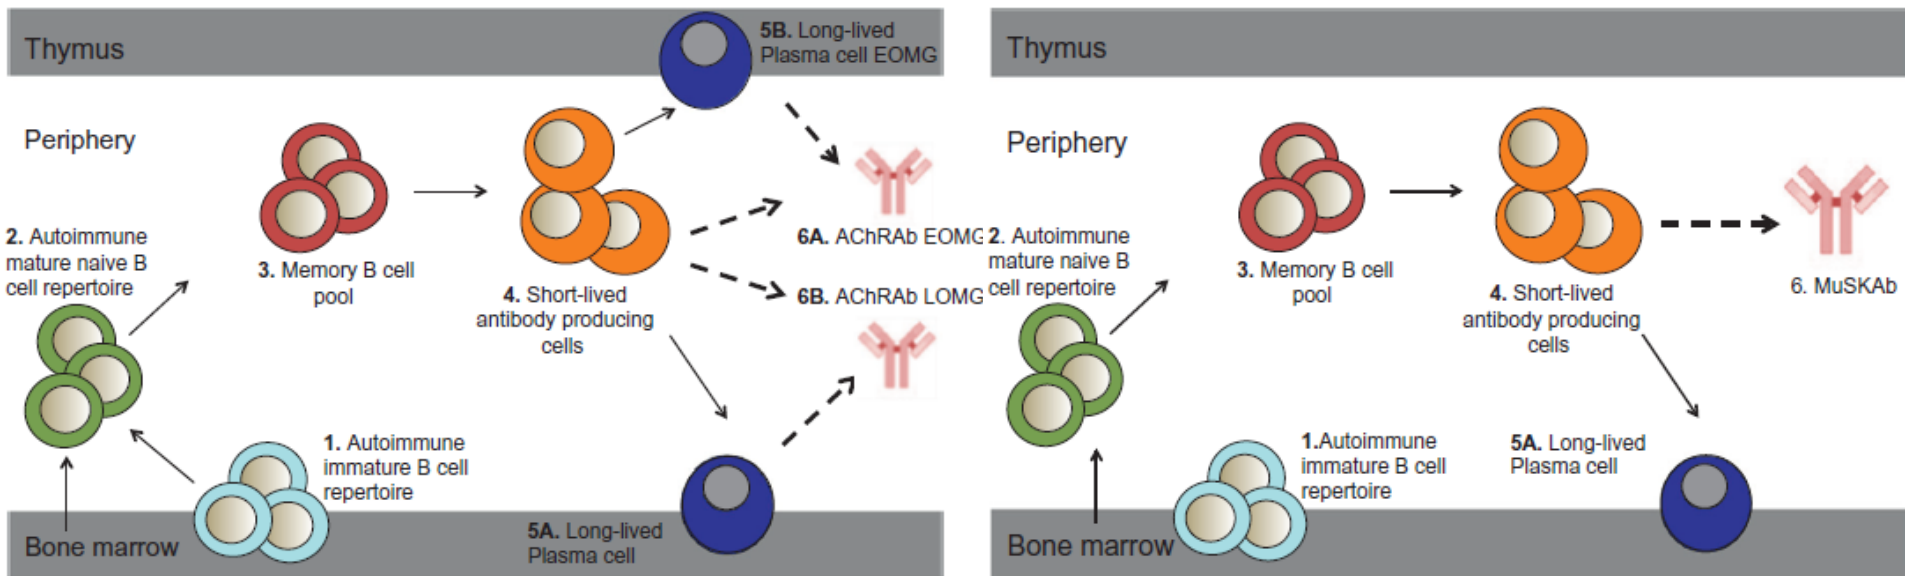 Thymus
5B. Long-lived
Plasma cell EOMG
Periphery
2. Autoimmune
mature naive B
cell repertoire
3. Memory B cell
pool
4. Short-lived
antibody producing
cells
6A. AChRAb EOMG
6B. AChRAb LOMG
1. Autoimmune
immature B cell
repertoire
5A. Long-lived
Plasma cell
Bone marrow
Thymus
Periphery
2. Autoimmune
mature naive B
cell repertoire
3. Memory B cell
pool
4. Short-lived
antibody producing
cells
6. MuSKAb
1.Autoimmune
immature B cell
repertoire
5A. Long-lived
Plasma cell
Bone marrow